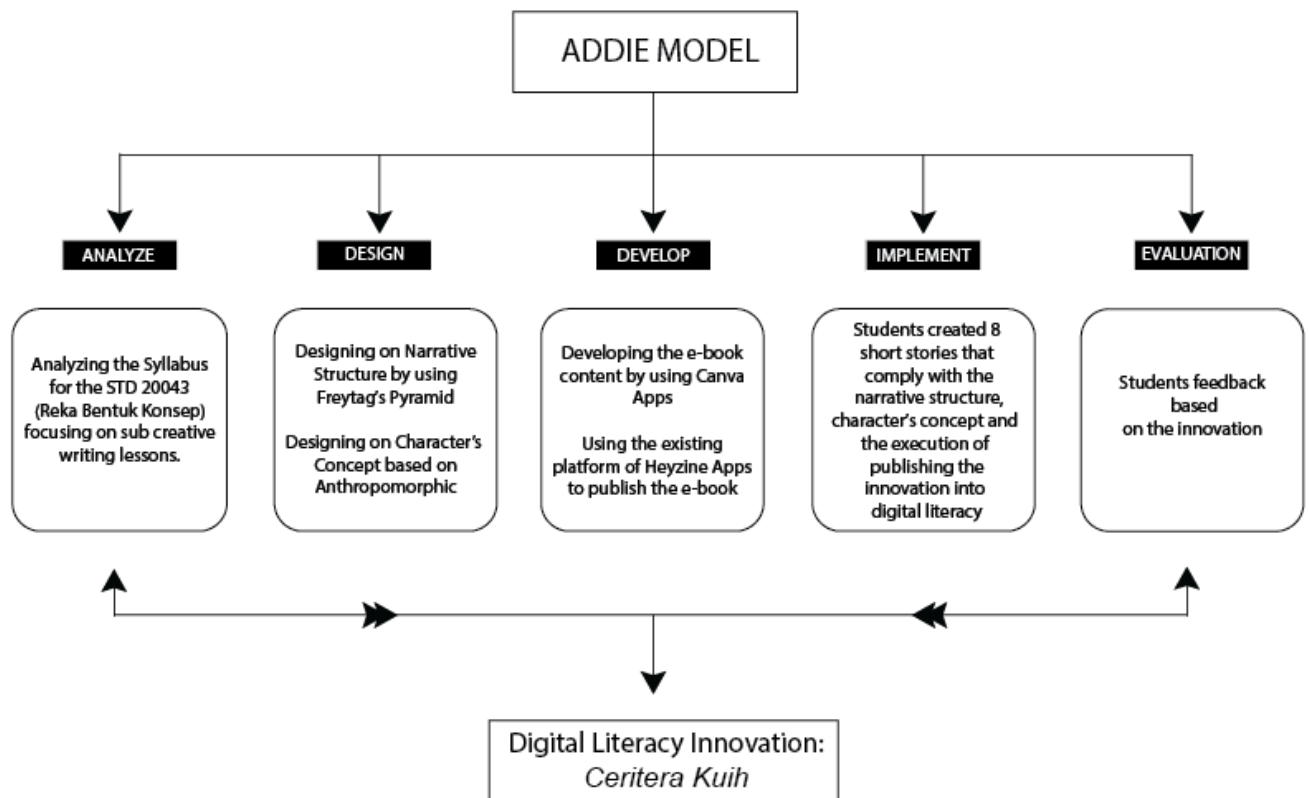 ADDIE MODEL
ANALYZE
DESIGN
DEVELOP
IMPLEMENT
EVALUATION
Analyzing the Syllabus
for the STD 20043
(Reka Bentuk Konsep)
focusing on sub creative
writing lessons.
Designing on Narrative
Structure by using
Freytag's Pyramid
Designing on Character's
Concept based on
Anthropomorphic
Developing the e-book
content by using Canva
Apps
Using the existing
platform of Heyzine Apps
to publish the e-book
Students created 8
short stories that
comply with the
narrative structure,
character's concept and
the execution of
publishing the
innovation into
digital literacy
Students feedback
based
on the innovation
Digital Literacy Innovation:
Ceritera Kuih